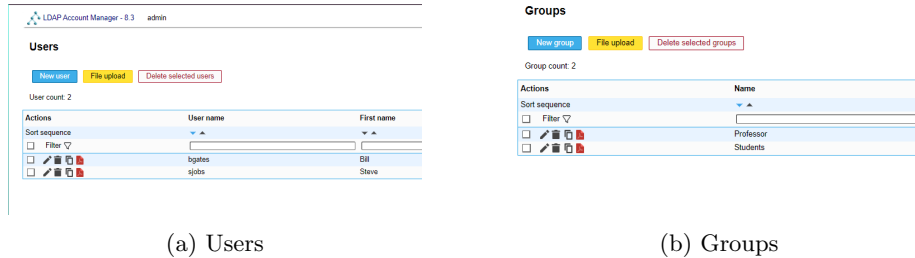 LDAP Account Manager - 8.3 admin
Users
New user File upload Delete selected users
User count: 2
Actions User name First name
Sort sequence
Filter
bgates Bill
sjobs Steve
(a) Users
Groups
New group File upload Delete selected groups
Group count: 2
Actions Name
Sort sequence
Filter
Professor
Students
(b) Groups